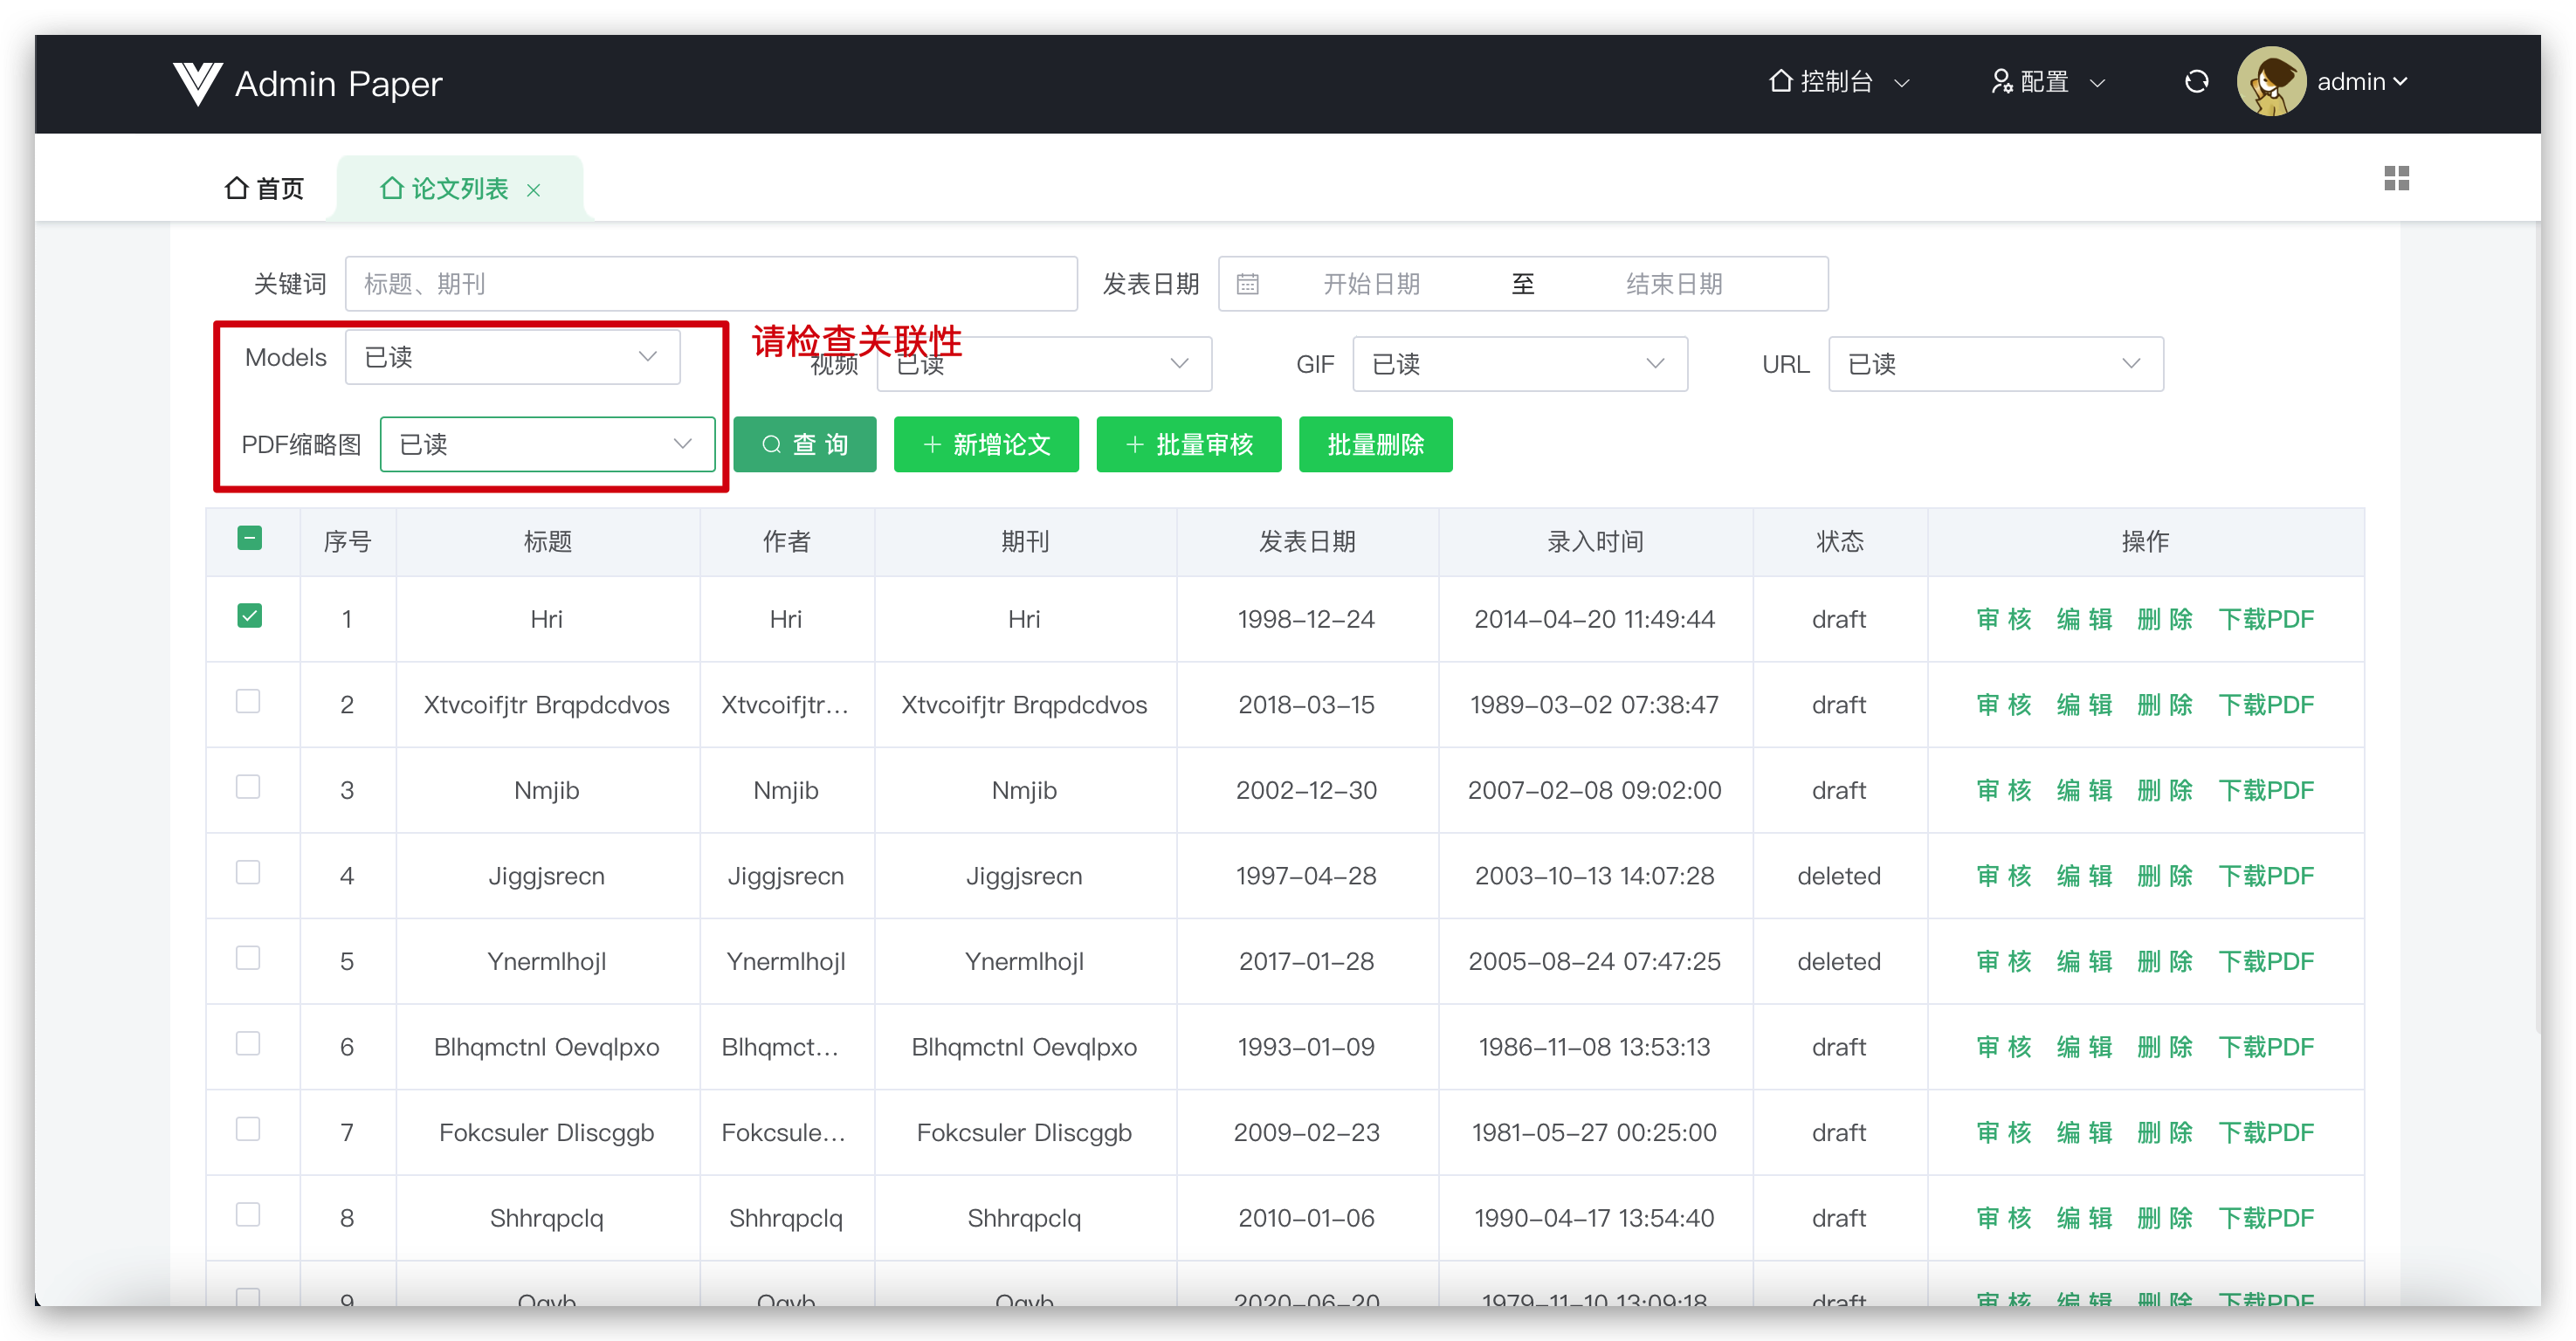 Admin Paper 控制台 配置 admin
首页 论文列表
关键词 标题、期刊 发表日期 开始日期 至 结束日期
请检查关联性
Models 已读 视频 已读 GIF 已读 URL 已读
PDF缩略图 已读 查 询 新增论文 批量审核 批量删除
序号 标题 作者 期刊 发表日期 录入时间 状态 操作
1 Hri Hri Hri 1998-12-24 2014-04-20 11:49:44 draft 审 核 编 辑 删 除 下载PDF
2 Xtvcoifjtr Brqpdcdvos Xtvcoifjtr... Xtvcoifjtr Brqpdcdvos 2018-03-15 1989-03-02 07:38:47 draft 审 核 编 辑 删 除 下载PDF
3 Nmjib Nmjib Nmjib 2002-12-30 2007-02-08 09:02:00 draft 审 核 编 辑 删 除 下载PDF
4 Jiggjsrecn Jiggjsrecn Jiggjsrecn 1997-04-28 2003-10-13 14:07:28 deleted 审 核 编 辑 删 除 下载PDF
5 Ynermlhojl Ynermlhojl Ynermlhojl 2017-01-28 2005-08-24 07:47:25 deleted 审 核 编 辑 删 除 下载PDF
6 Blhqmctnl Oevqlpxo Blhqmct... Blhqmctnl Oevqlpxo 1993-01-09 1986-11-08 13:53:13 draft 审 核 编 辑 删 除 下载PDF
7 Fokcsuler Dliscggb Fokcsule... Fokcsuler Dliscggb 2009-02-23 1981-05-27 00:25:00 draft 审 核 编 辑 删 除 下载PDF
8 Shhrqpclq Shhrqpclq Shhrqpclq 2010-01-06 1990-04-17 13:54:40 draft 审 核 编 辑 删 除 下载PDF
9 2020-06-20 1979-11-10 13:09:18 draft 审 核 编 辑 删 除 下载PDF